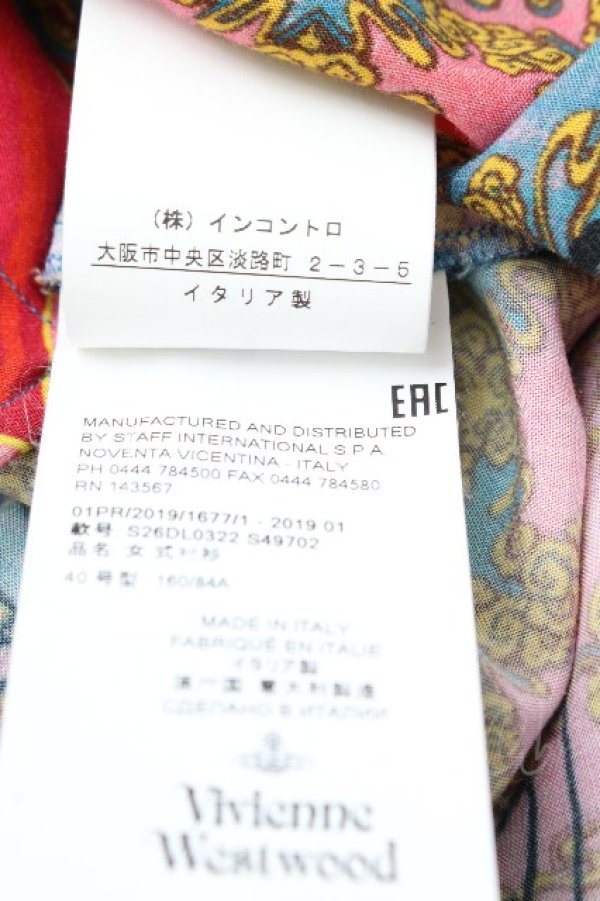 (株) インコントロ
大阪市中央区淡路町 2-3-5
イタリア製
EAC
MANUFACTURED AND DISTRIBUTED
BY STAFF INTERNATIONAL S.P.A.
NOVENTA VICENTINA - ITALY
PH 0444 784500 FAX 0444 784580
RN 143567
01PR/2019/1677/1 - 2019 01
款号: S26DL0322 S49702
品名: 女式衬衫
40 号型 160/84A
MADE IN ITALY
FABRIQUÉ EN ITALIE
イタリア製
意大利製造
СДЕЛАНО В ИТАЛИИ
Vivienne
Westwood